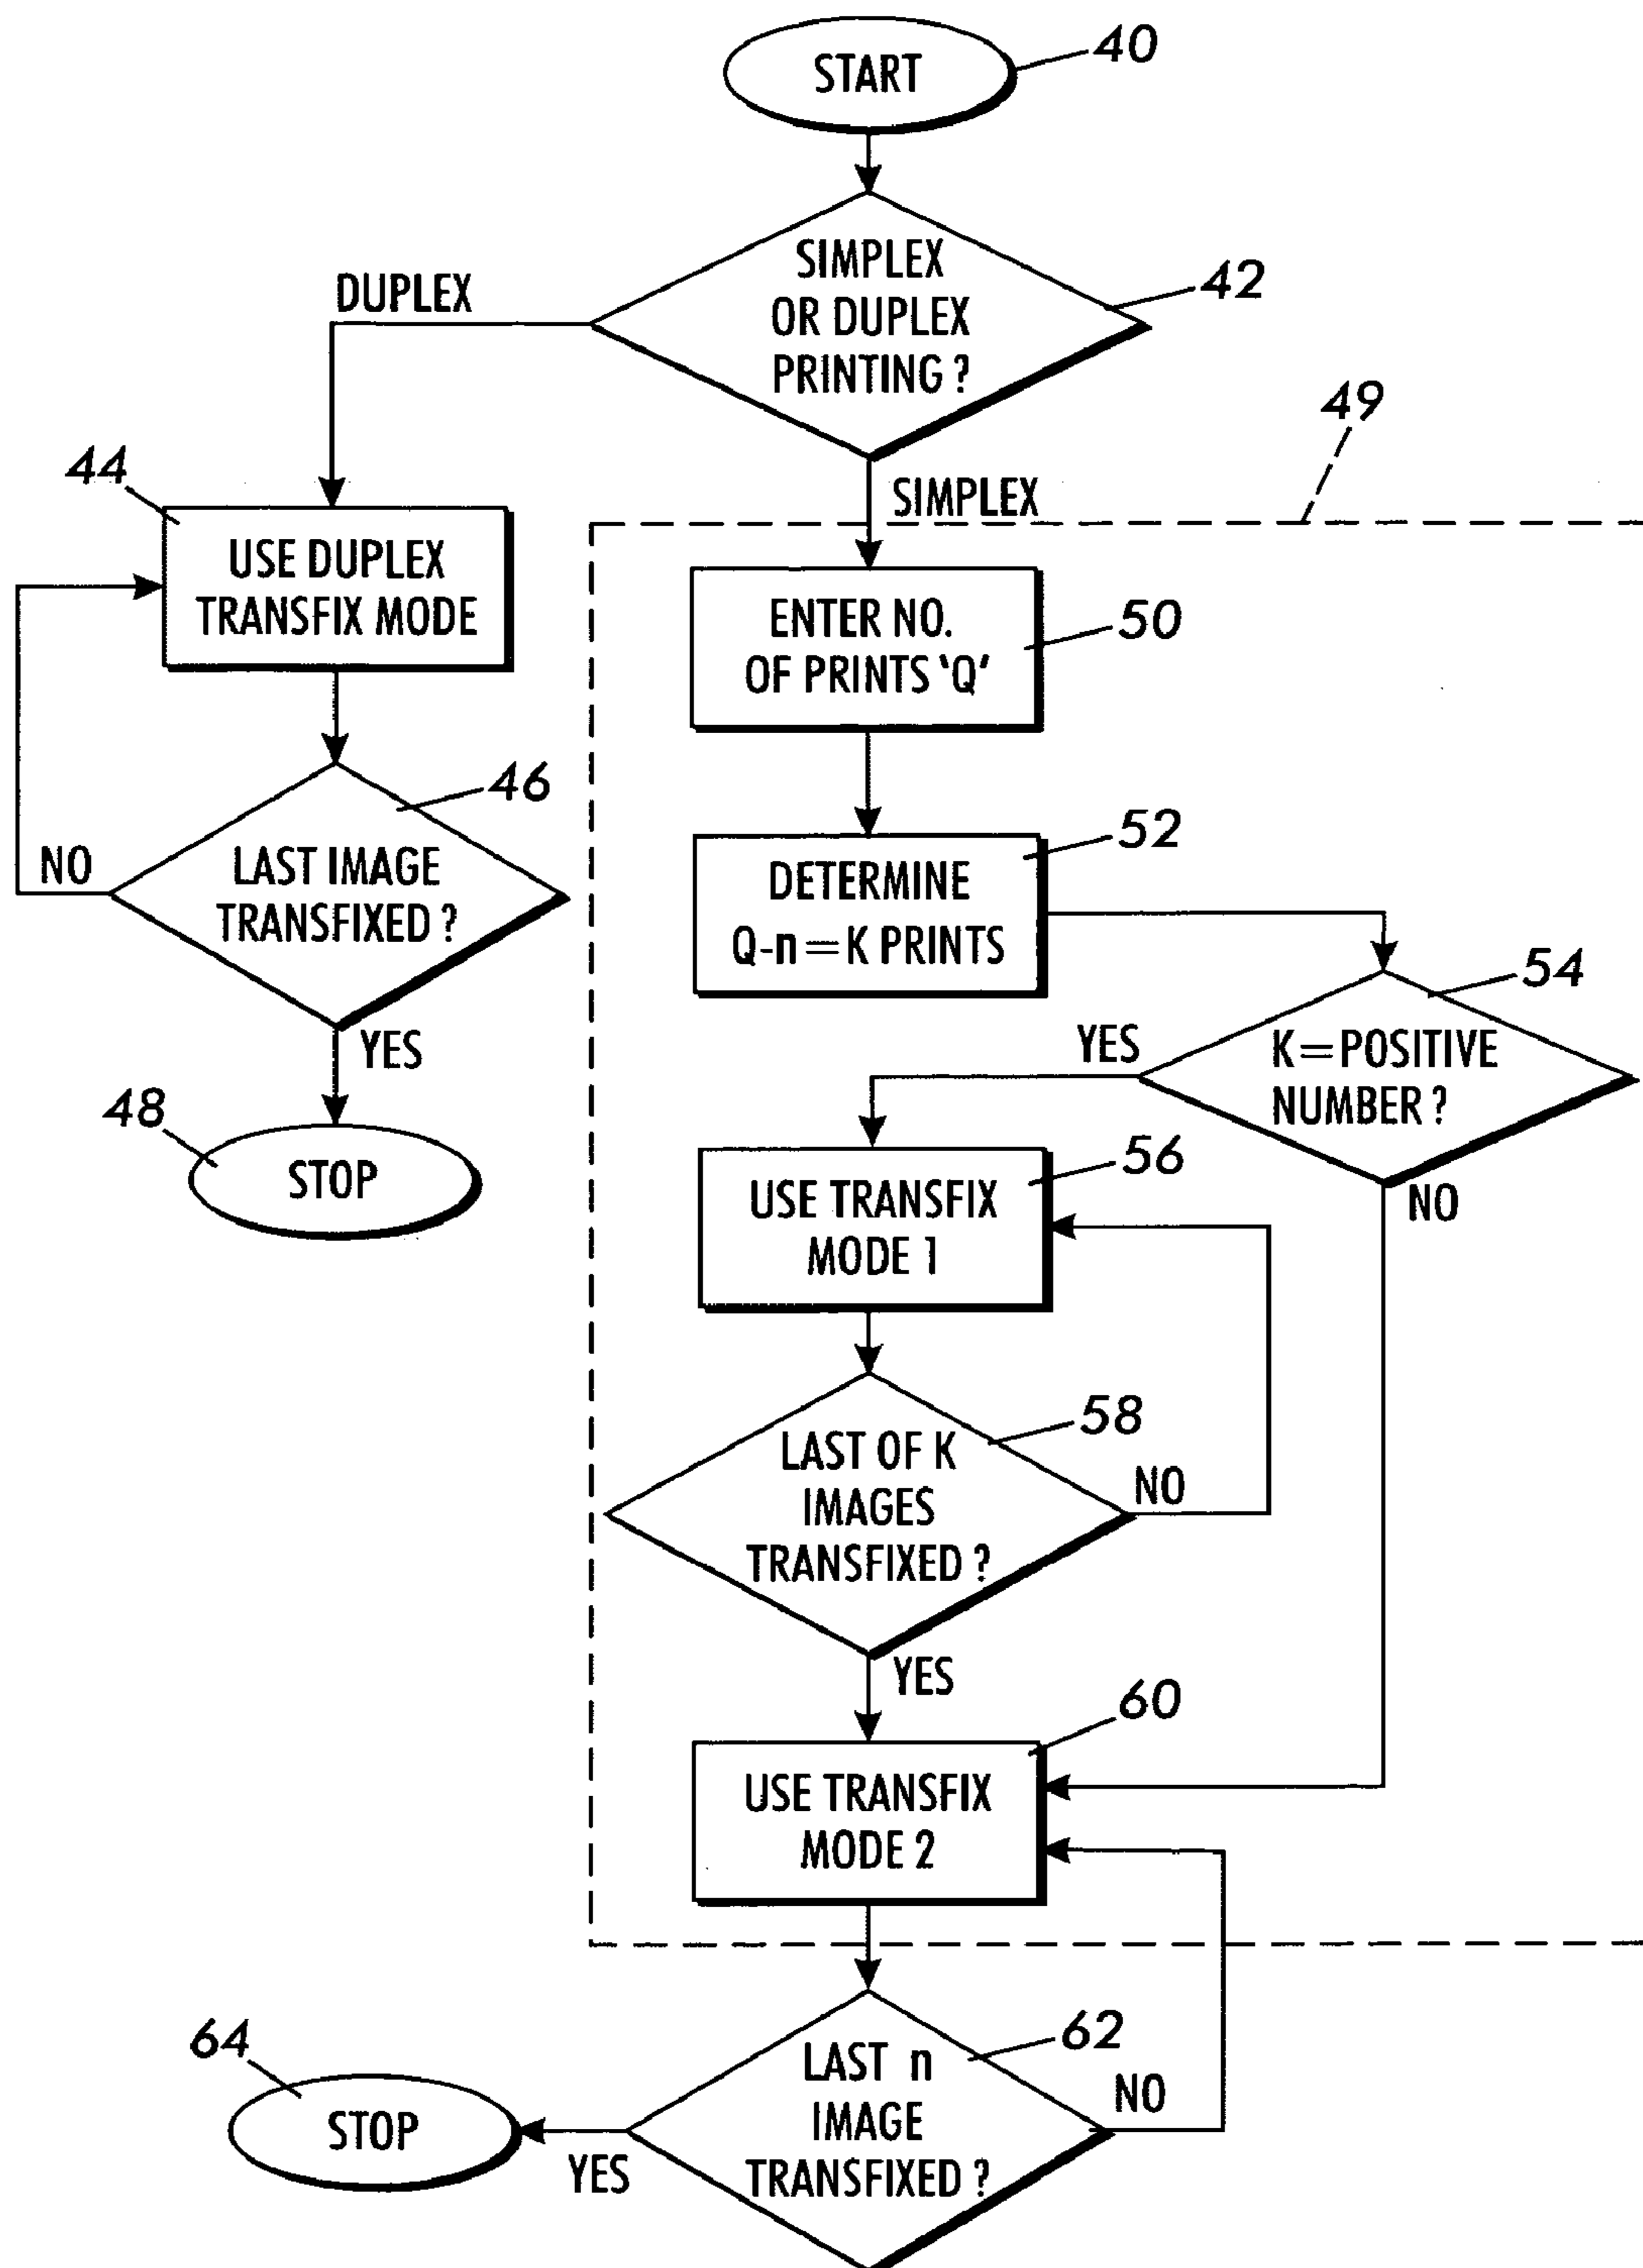 START
40
SIMPLEX
OR DUPLEX
PRINTING ?
42
DUPLEX
49
44
SIMPLEX
USE DUPLEX
TRANSFIX MODE
ENTER NO.
OF PRINTS 'Q'
50
46
LAST IMAGE
TRANSFIXED ?
NO
DETERMINE
Q-n=K PRINTS
52
YES
K=POSITIVE
NUMBER ?
54
YES
NO
48
STOP
USE TRANSFIX
MODE 1
56
LAST OF K
IMAGES
TRANSFIXED ?
58
NO
YES
USE TRANSFIX
MODE 2
60
LAST n
IMAGE
TRANSFIXED ?
62
NO
YES
64
STOP